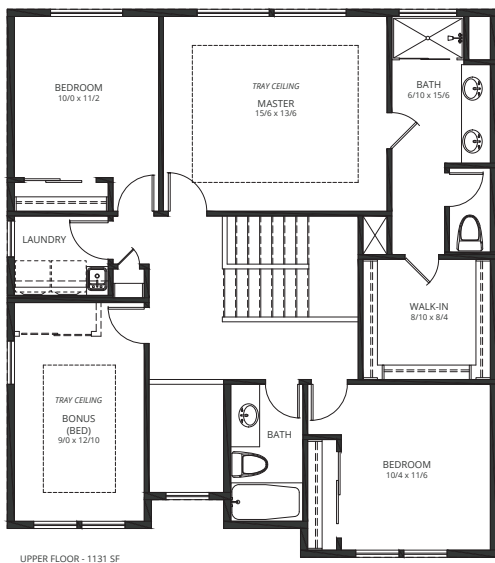 BEDROOM
10/0 x 11/2
TRAY CEILING
MASTER
15/6 x 13/6
BATH
6/10 x 15/6
LAUNDRY
WALK-IN
8/10 x 8/4
TRAY CEILING
BONUS
(BED)
9/0 x 12/10
BATH
BEDROOM
10/4 x 11/6
UPPER FLOOR - 1131 SF